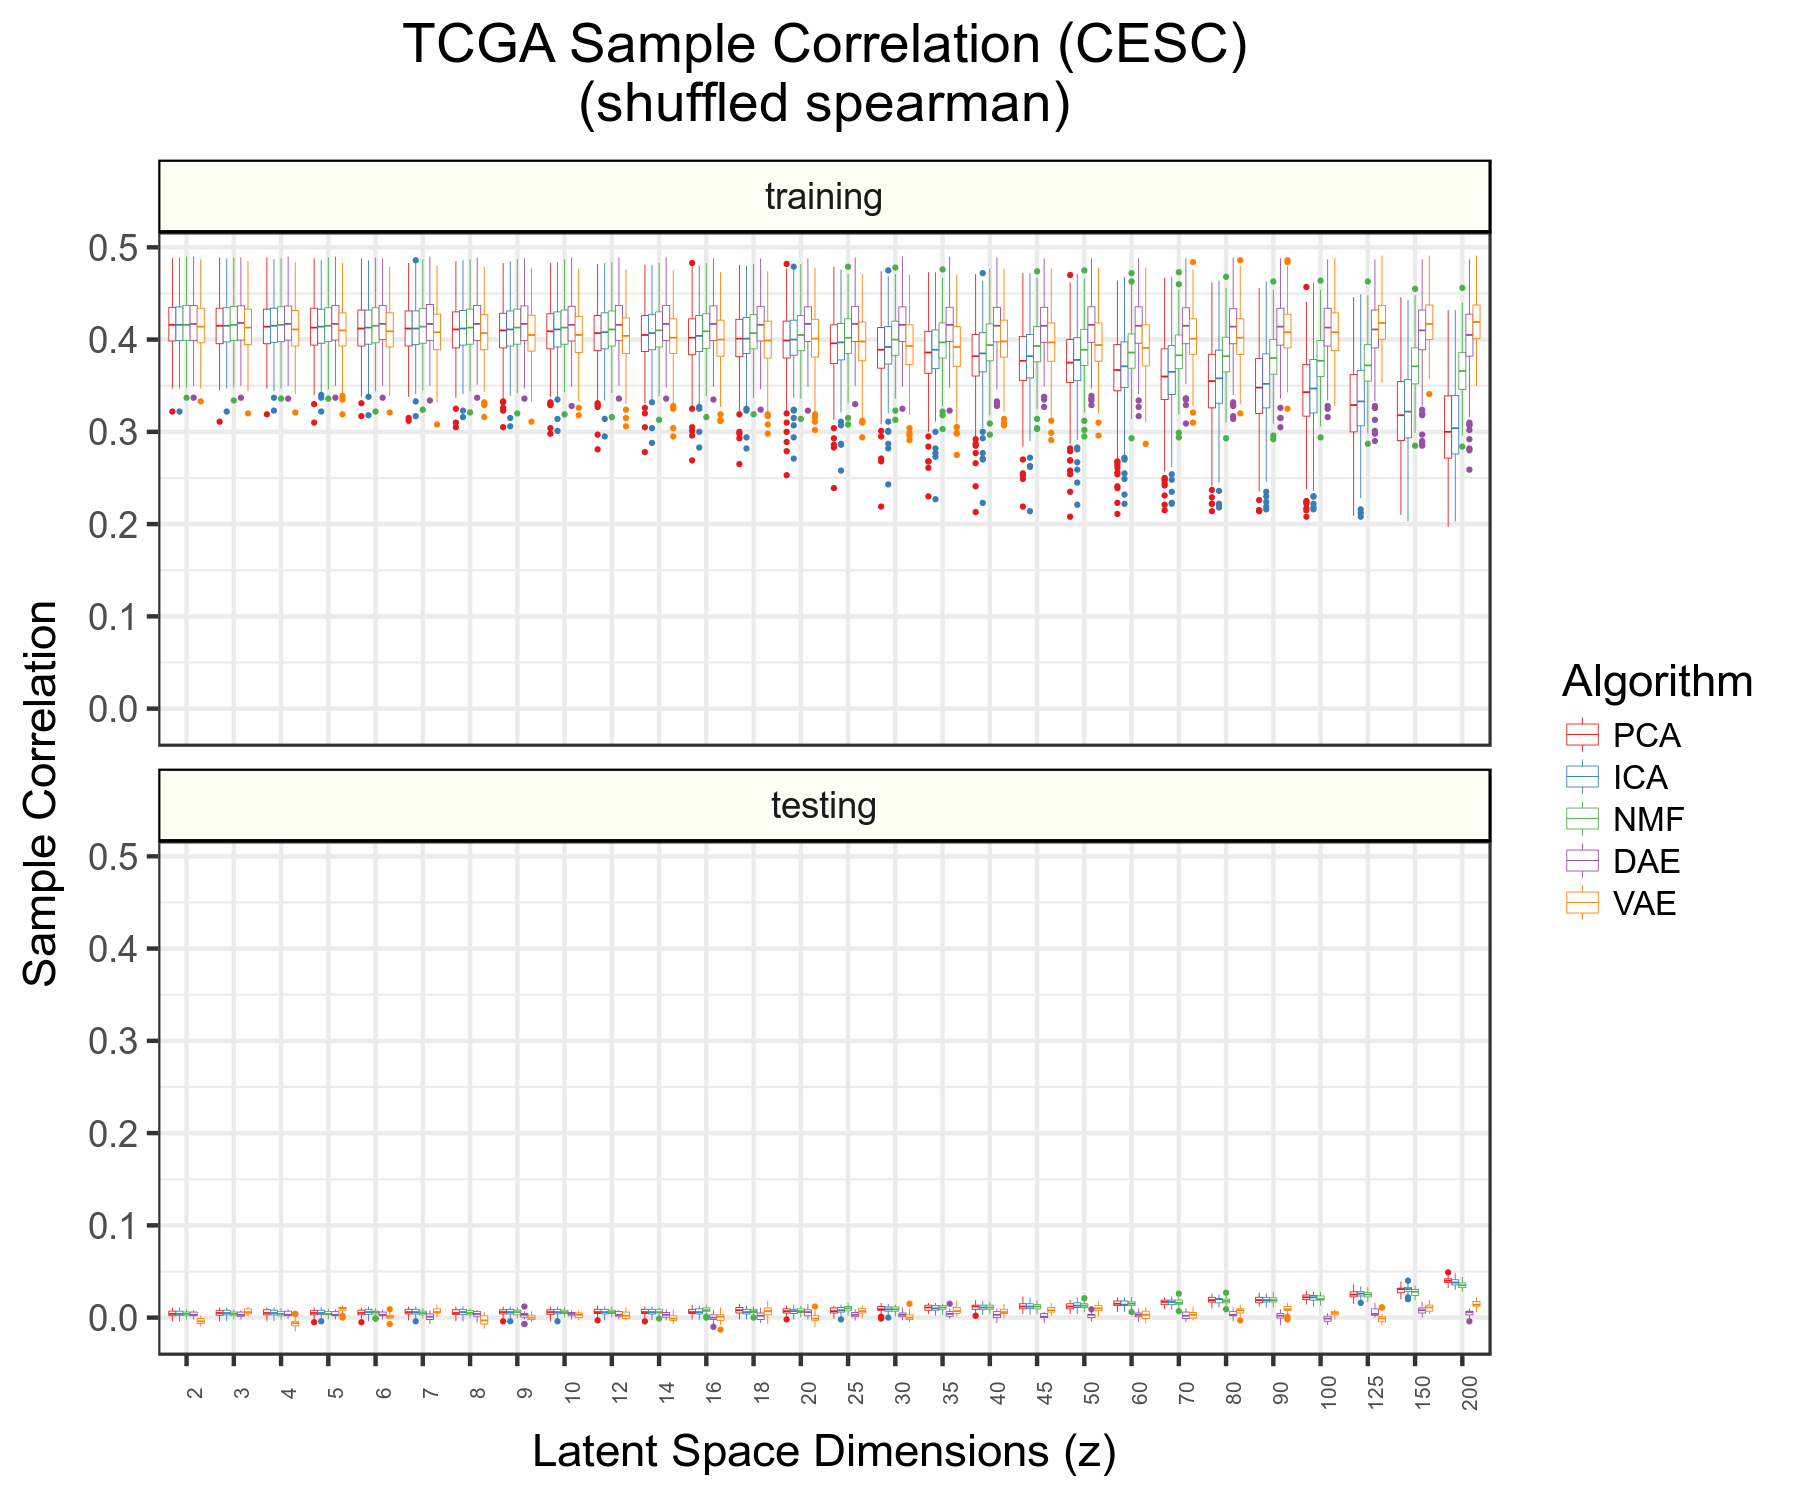 TCGA Sample Correlation (CESC)
(shuffled spearman)
training
0.5
0.4
0.3
0.2
0.1
0.0
testing
0.5
0.4
0.3
0.2
0.1
0.0
Sample Correlation
2 3 4 5 6 7 8 9 10 12 14 16 18 20 25 30 35 40 45 50 60 70 80 90 100 125 150 200
Latent Space Dimensions (z)
Algorithm
PCA
ICA
NMF
DAE
VAE